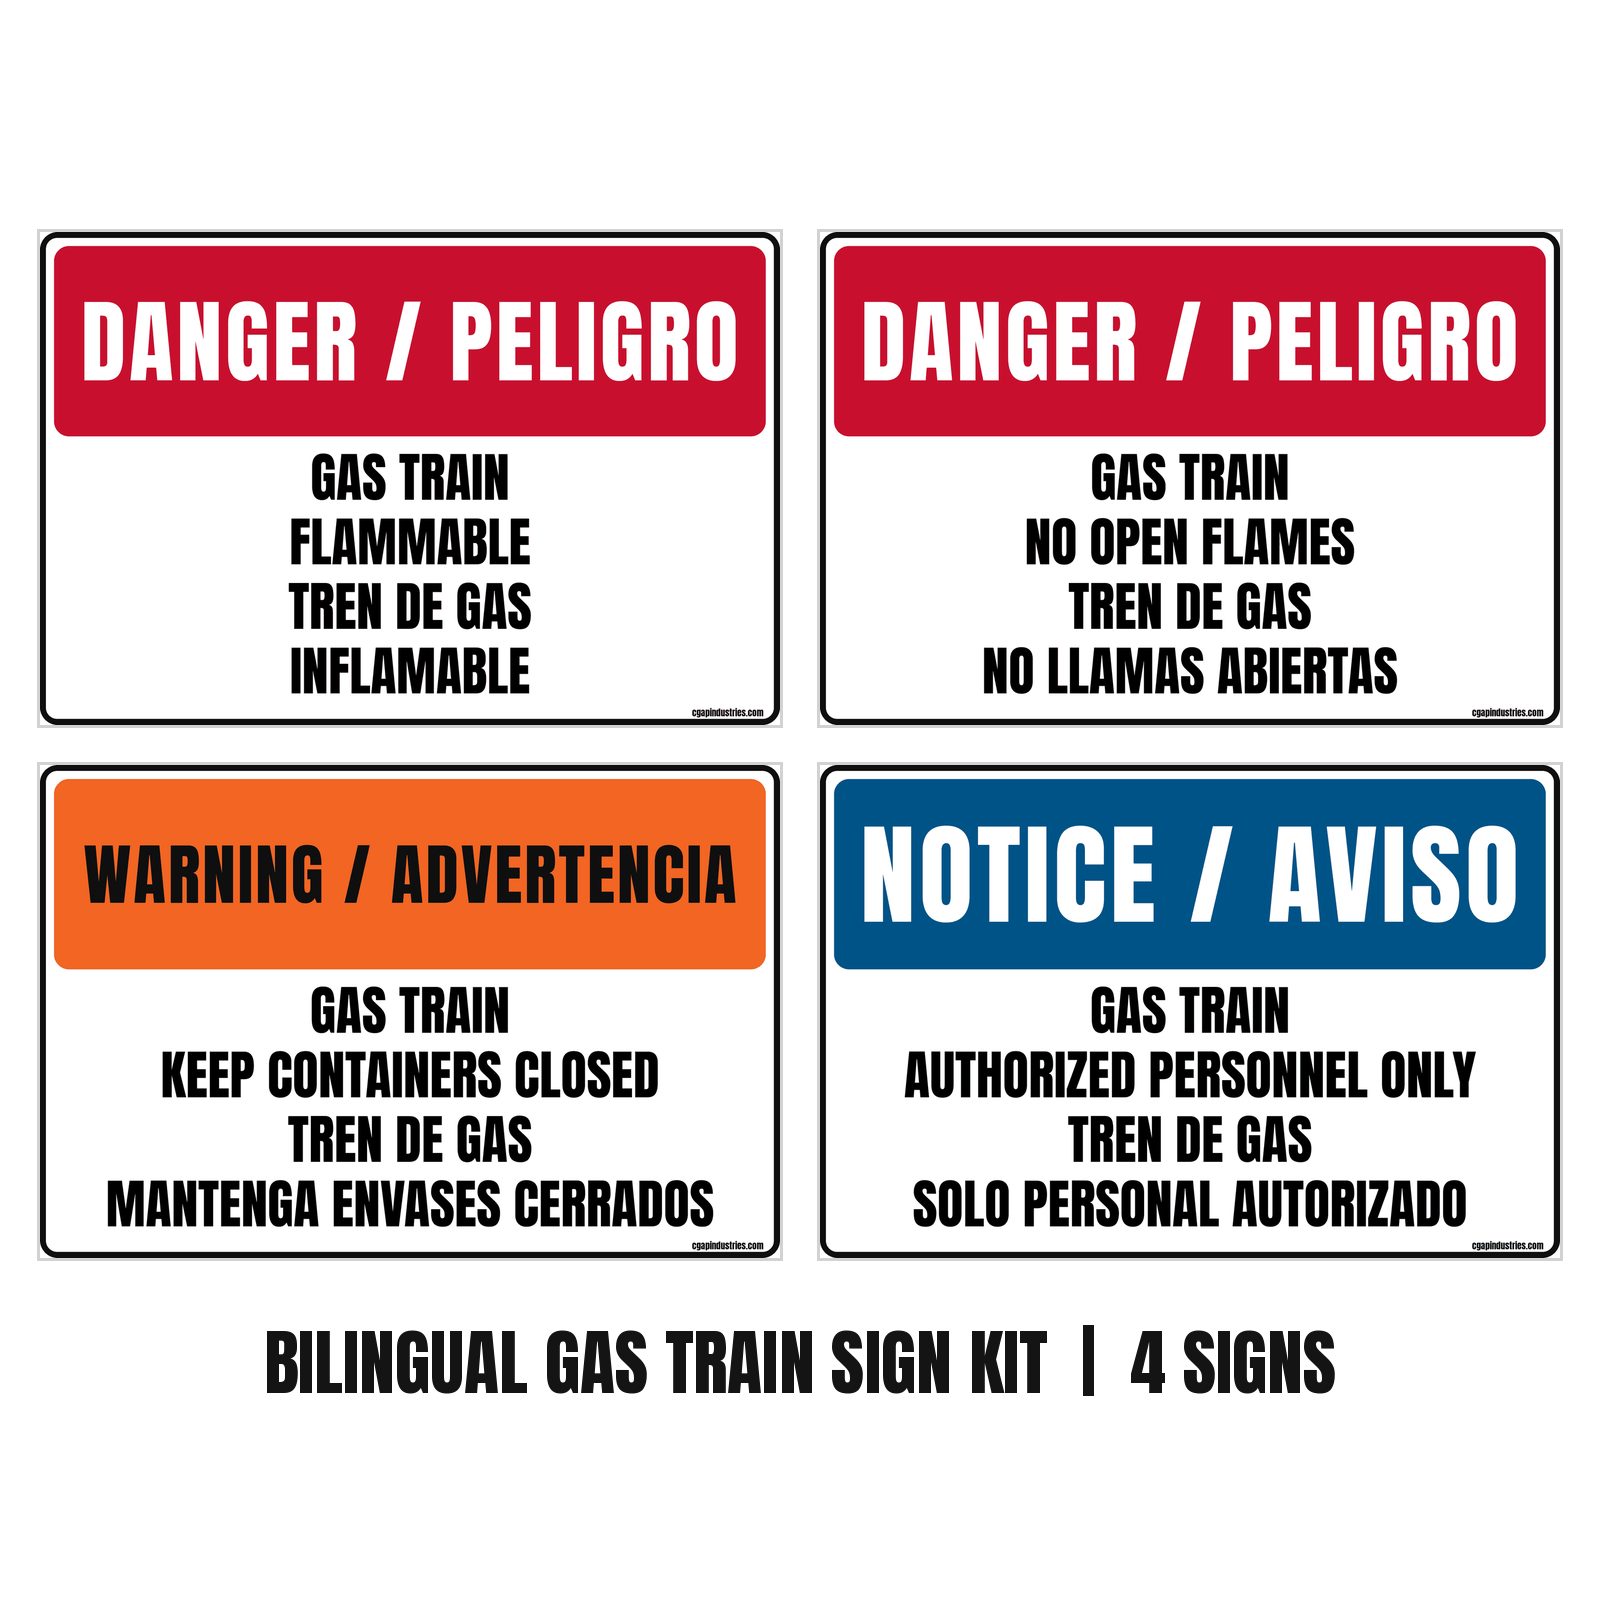 DANGER / PELIGRO
GAS TRAIN
FLAMMABLE
TREN DE GAS
INFLAMABLE
cgapindustries.com
DANGER / PELIGRO
GAS TRAIN
NO OPEN FLAMES
TREN DE GAS
NO LLAMAS ABIERTAS
cgapindustries.com
WARNING / ADVERTENCIA
GAS TRAIN
KEEP CONTAINERS CLOSED
TREN DE GAS
MANTENGA ENVASES CERRADOS
cgapindustries.com
NOTICE / AVISO
GAS TRAIN
AUTHORIZED PERSONNEL ONLY
TREN DE GAS
SOLO PERSONAL AUTORIZADO
cgapindustries.com
BILINGUAL GAS TRAIN SIGN KIT | 4 SIGNS